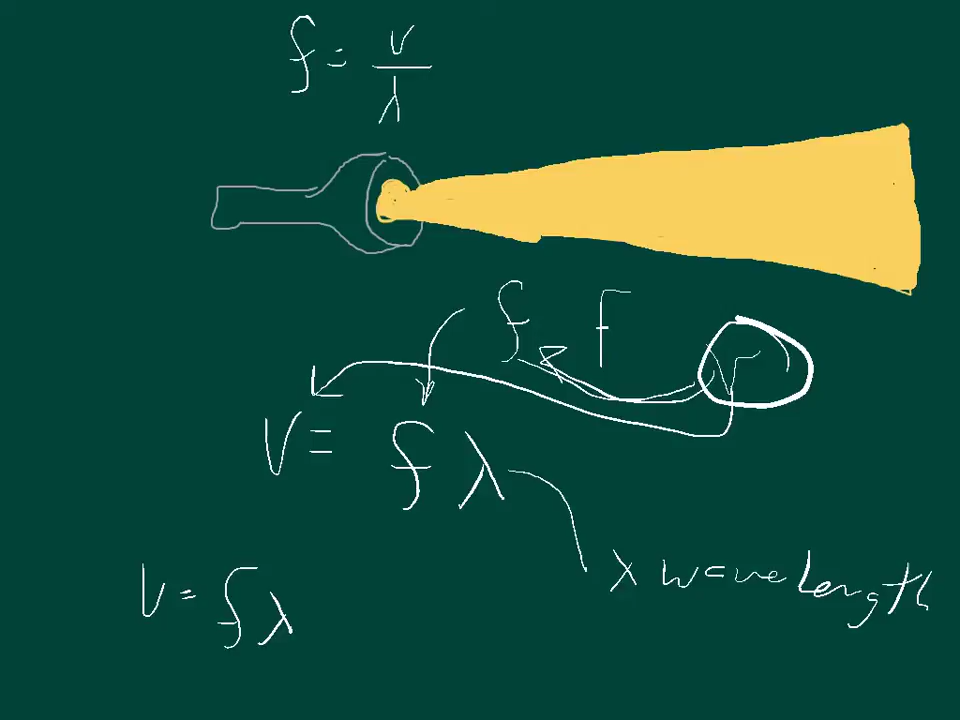 f = v/λ
f F V
V = f λ
λ wavelength
V = f λ